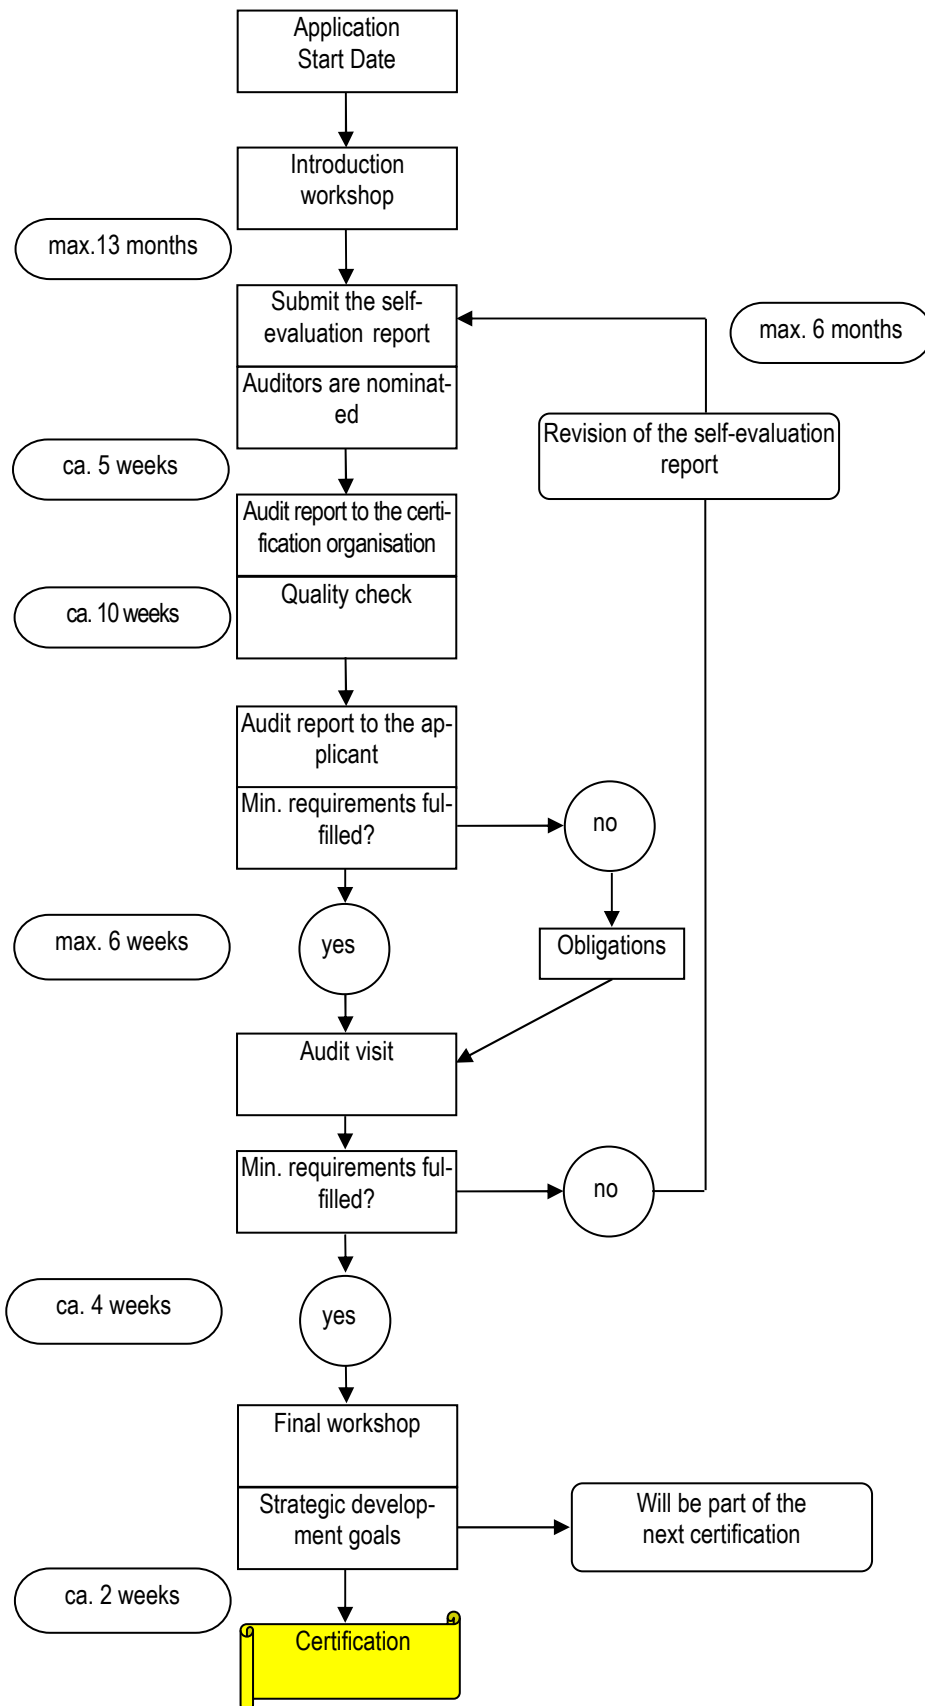 Application
Start Date
Introduction
workshop
max.13 months
Submit the self-
evaluation report
max. 6 months
Auditors are nominat-
ed
Revision of the self-evaluation
report
ca. 5 weeks
Audit report to the certi-
fication organisation
Quality check
ca. 10 weeks
Audit report to the ap-
plicant
Min. requirements ful-
filled?
no
max. 6 weeks
yes
Obligations
Audit visit
Min. requirements ful-
filled?
no
ca. 4 weeks
yes
Final workshop
Strategic develop-
ment goals
Will be part of the
next certification
ca. 2 weeks
Certification